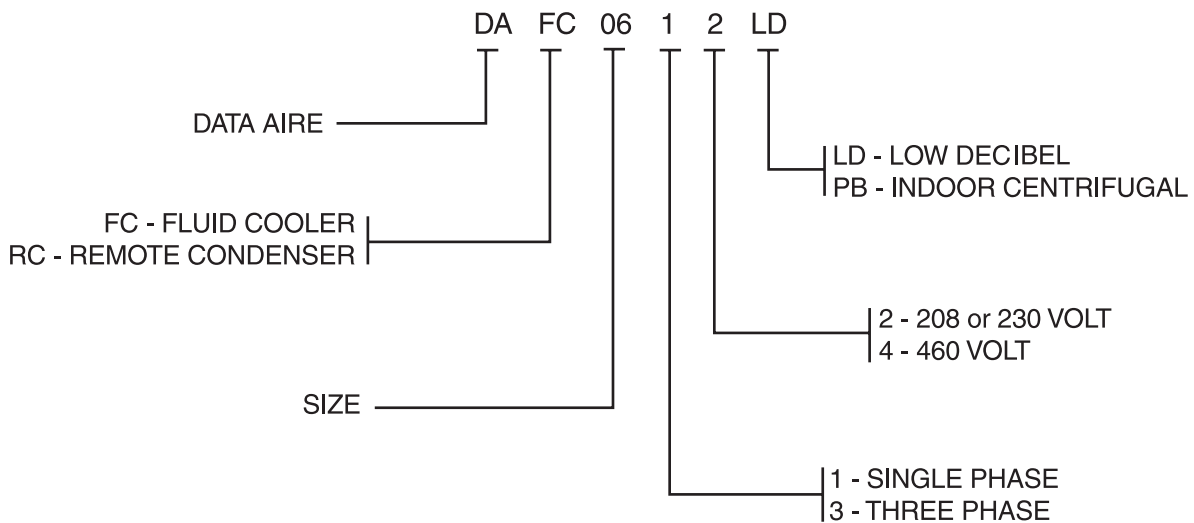 DA FC 06 1 2 LD
DATA AIRE
LD - LOW DECIBEL
PB - INDOOR CENTRIFUGAL
FC - FLUID COOLER
RC - REMOTE CONDENSER
2 - 208 or 230 VOLT
4 - 460 VOLT
SIZE
1 - SINGLE PHASE
3 - THREE PHASE